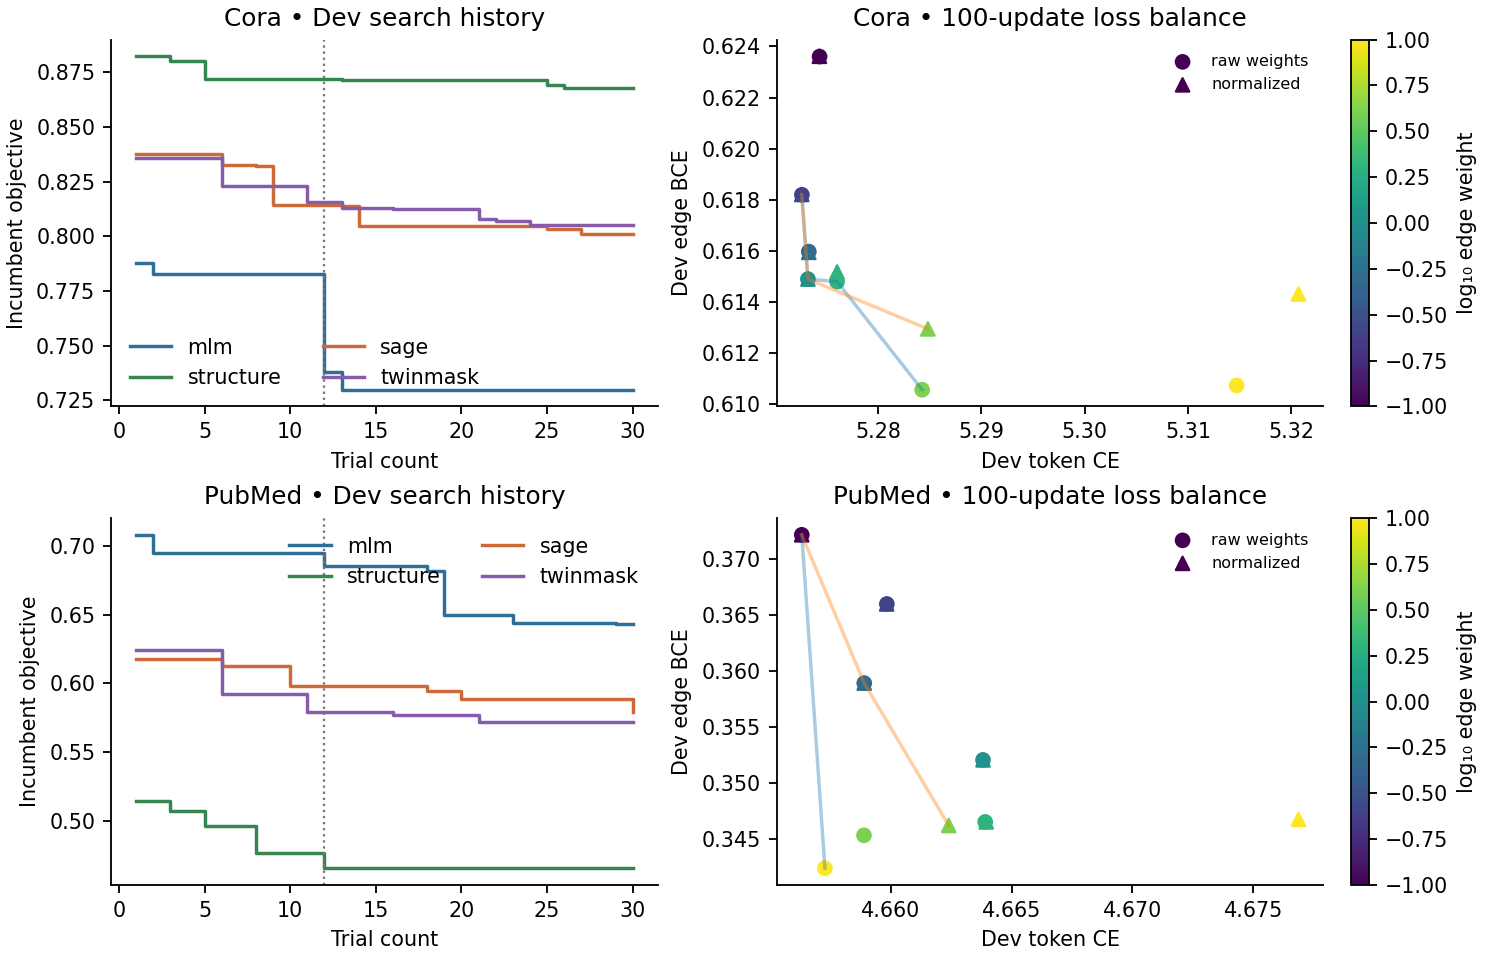 Cora • Dev search history
Incumbent objective
0.875
0.850
0.825
0.800
0.775
0.750
0.725
mlm
structure
sage
twinmask
0 5 10 15 20 25 30
Trial count
Cora • 100-update loss balance
Dev edge BCE
0.624
0.622
0.620
0.618
0.616
0.614
0.612
0.610
raw weights
normalized
5.28 5.29 5.30 5.31 5.32
Dev token CE
1.00
0.75
0.50
0.25
0.00
−0.25
−0.50
−0.75
−1.00
log₁₀ edge weight
PubMed • Dev search history
Incumbent objective
0.70
0.65
0.60
0.55
0.50
mlm
structure
sage
twinmask
0 5 10 15 20 25 30
Trial count
PubMed • 100-update loss balance
Dev edge BCE
0.370
0.365
0.360
0.355
0.350
0.345
raw weights
normalized
4.660 4.665 4.670 4.675
Dev token CE
1.00
0.75
0.50
0.25
0.00
−0.25
−0.50
−0.75
−1.00
log₁₀ edge weight